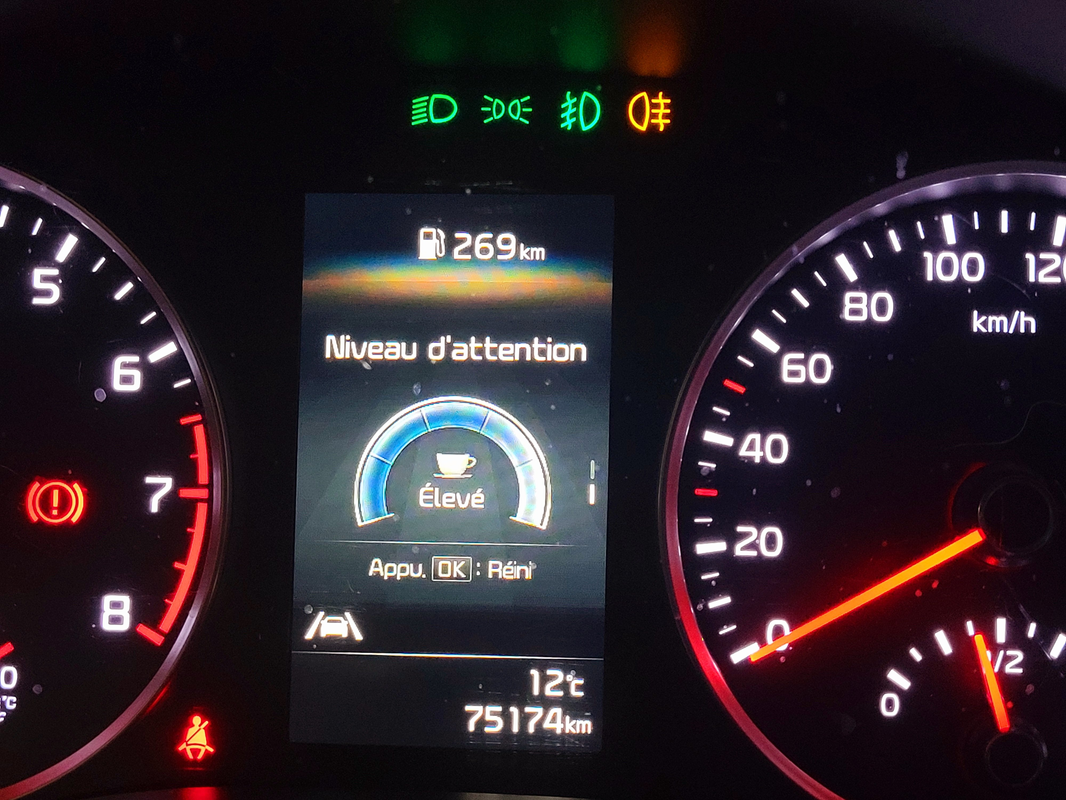 269km
Niveau d'attention
Élevé
Appu. OK : Réini
12°C
75174km
5
6
7
8
120
100
80
km/h
60
40
20
0
0
1/2